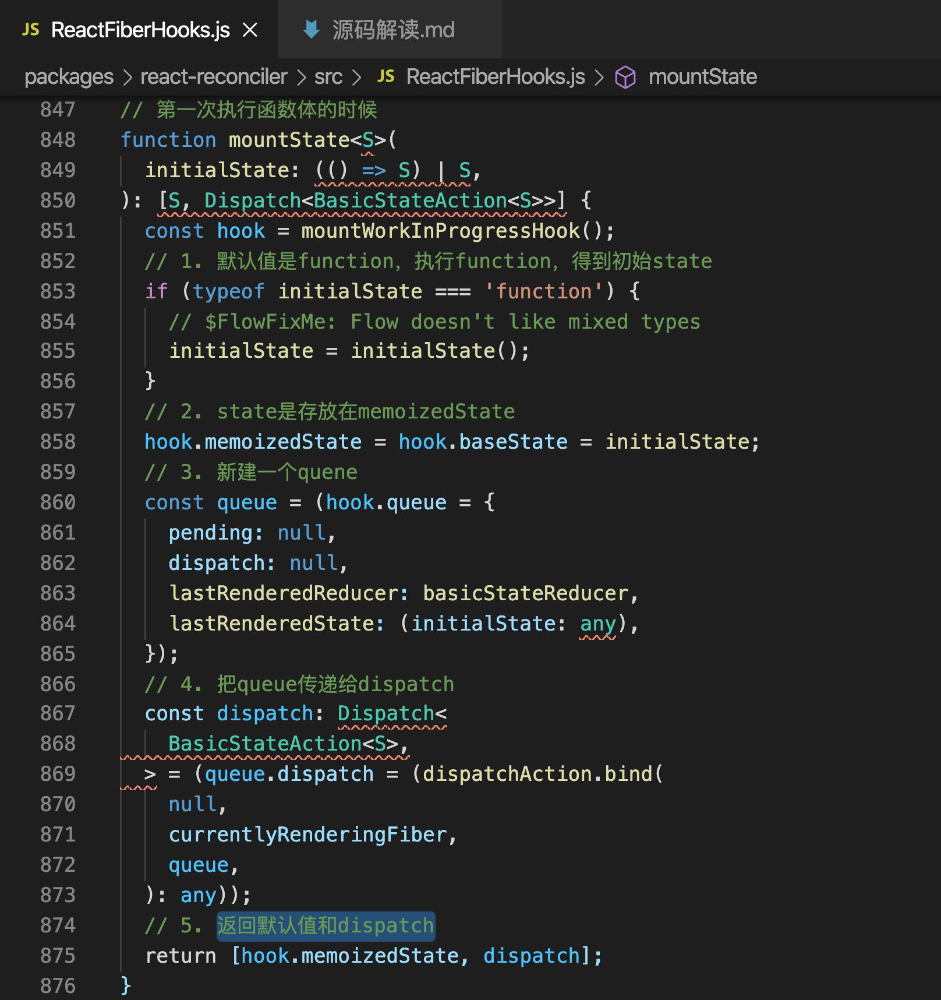 JS ReactFiberHooks.js × 源码解读.md
packages > react-reconciler > src > JS ReactFiberHooks.js > mountState
847 // 第一次执行函数体的时候
848 function mountState<S>(
849 initialState: (() => S) | S,
850 ): [S, Dispatch<BasicStateAction<S>>] {
851 const hook = mountWorkInProgressHook();
852 // 1. 默认值是function，执行function，得到初始state
853 if (typeof initialState === 'function') {
854 // $FlowFixMe: Flow doesn't like mixed types
855 initialState = initialState();
856 }
857 // 2. state是存放在memoizedState
858 hook.memoizedState = hook.baseState = initialState;
859 // 3. 新建一个quene
860 const queue = (hook.queue = {
861 pending: null,
862 dispatch: null,
863 lastRenderedReducer: basicStateReducer,
864 lastRenderedState: (initialState: any),
865 });
866 // 4. 把queue传递给dispatch
867 const dispatch: Dispatch<
868 BasicStateAction<S>,
869 > = (queue.dispatch = (dispatchAction.bind(
870 null,
871 currentlyRenderingFiber,
872 queue,
873 ): any));
874 // 5. 返回默认值和dispatch
875 return [hook.memoizedState, dispatch];
876 }